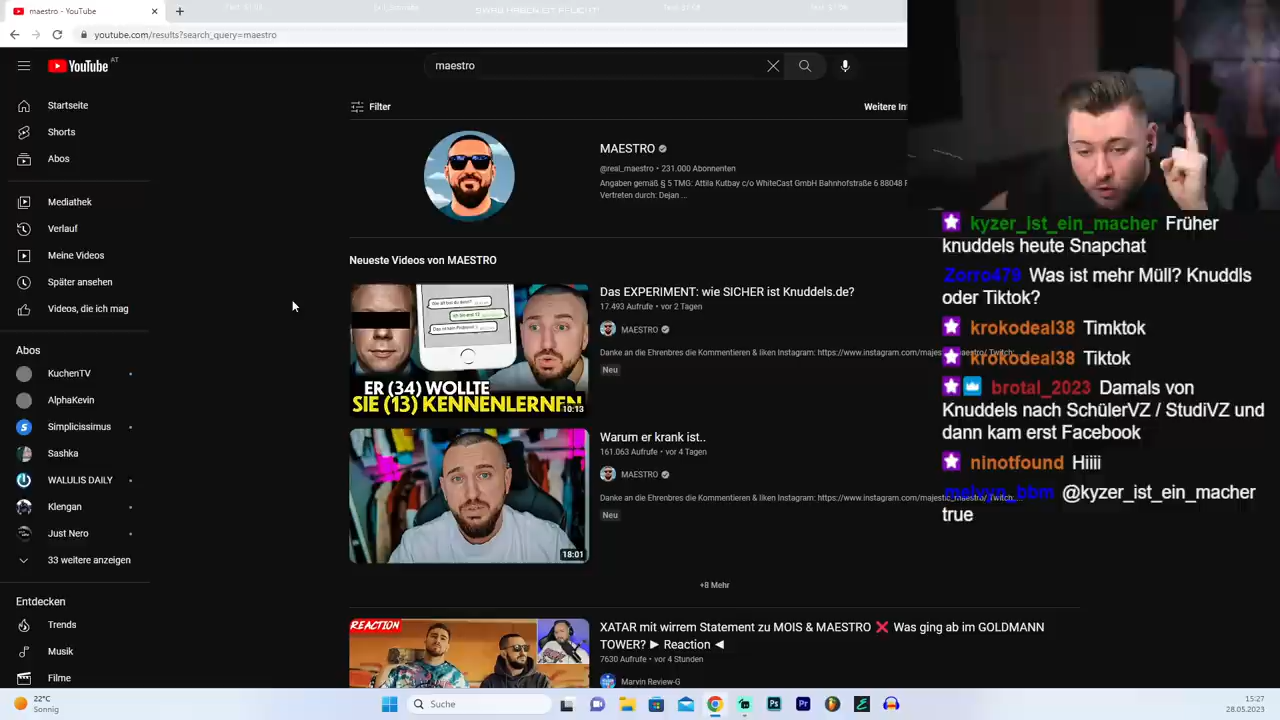 maestro - YouTube
youtube.com/results?search_query=maestro
YouTube AT
maestro
Startseite
Shorts
Abos
Mediathek
Verlauf
Meine Videos
Später ansehen
Videos, die ich mag
Abos
KuchenTV
AlphaKevin
Simplicissimus
Sashka
WALULIS DAILY
Klengan
Just Nero
33 weitere anzeigen
Entdecken
Trends
Musik
Filme
Filter
Weitere In
MAESTRO
@real_maestro • 231.000 Abonnenten
Angaben gemäß § 5 TMG: Attila Kutbay c/o WhiteCast GmbH Bahnhofstraße 6 88048 F
Vertreten durch: Dejan ...
Neueste Videos von MAESTRO
ER (34) WOLLTE
SIE (13) KENNENLERNEN
10:13
Das EXPERIMENT: wie SICHER ist Knuddels.de?
17.493 Aufrufe • vor 2 Tagen
MAESTRO
Danke an die Ehrenbres die Kommentieren & liken Instagram: https://www.instagram.com/majestic_maestro/ Twitch:...
Neu
18:01
Warum er krank ist..
161.063 Aufrufe • vor 4 Tagen
MAESTRO
Danke an die Ehrenbres die Kommentieren & liken Instagram: https://www.instagram.com/majestic_maestro/ Twitch:...
Neu
+8 Mehr
REACTION
XATAR mit wirrem Statement zu MOIS & MAESTRO ❌ Was ging ab im GOLDMANN
TOWER? ► Reaction ◄
7630 Aufrufe • vor 4 Stunden
Marvin Review-G
kyzer_ist_ein_macher Früher
knuddels heute Snapchat
Zorro479 Was ist mehr Müll? Knuddls
oder Tiktok?
krokodeal38 Timktok
krokodeal38 Tiktok
brotal_2023 Damals von
Knuddels nach SchülerVZ / StudiVZ und
dann kam erst Facebook
ninotfound Hiiii
melvyn_bbm @kyzer_ist_ein_macher
true
22°C
Sonnig
Suche
15:27
28.05.2023